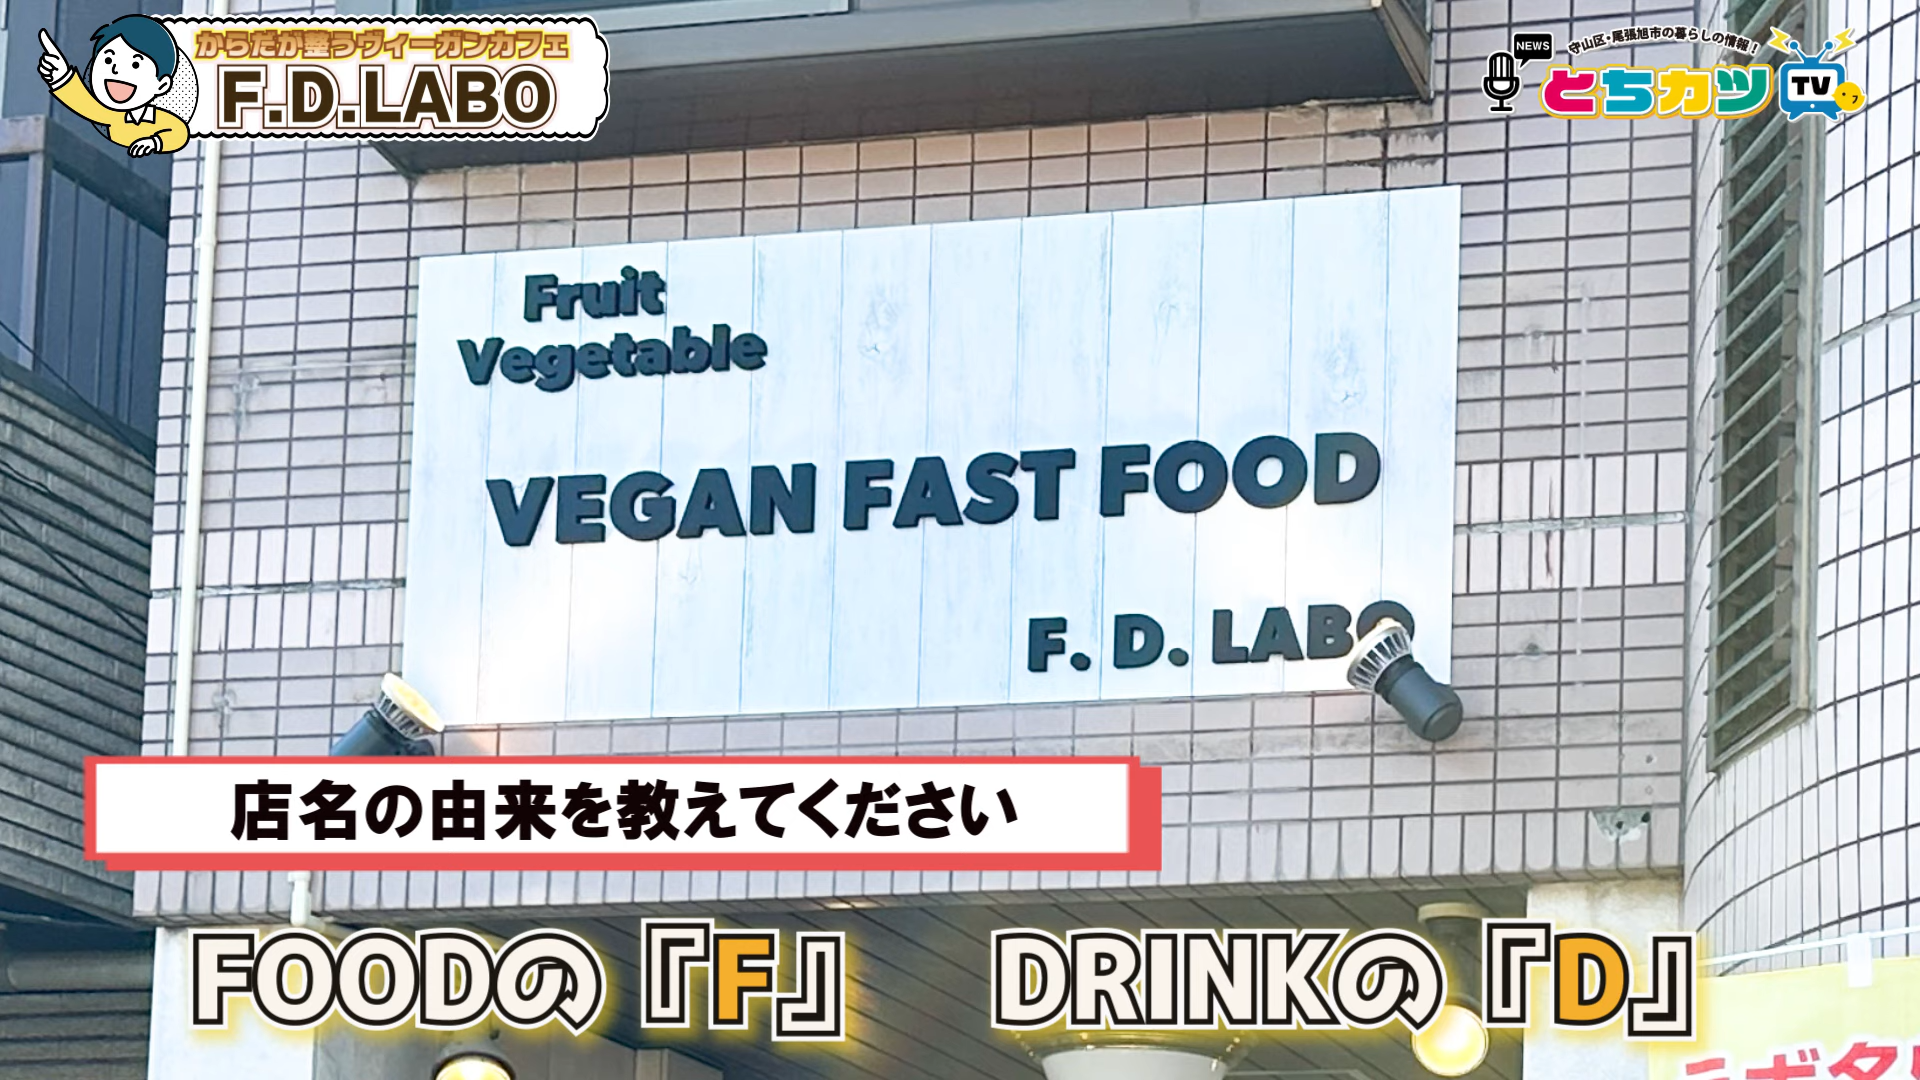 からだが整うヴィーガンカフェ
F.D.LABO
NEWS
守山区・尾張旭市の暮らしの情報！
とちカツ
TV
Fruit
Vegetable
VEGAN FAST FOOD
F. D. LABO
店名の由来を教えてください
FOODの『F』 DRINKの『D』